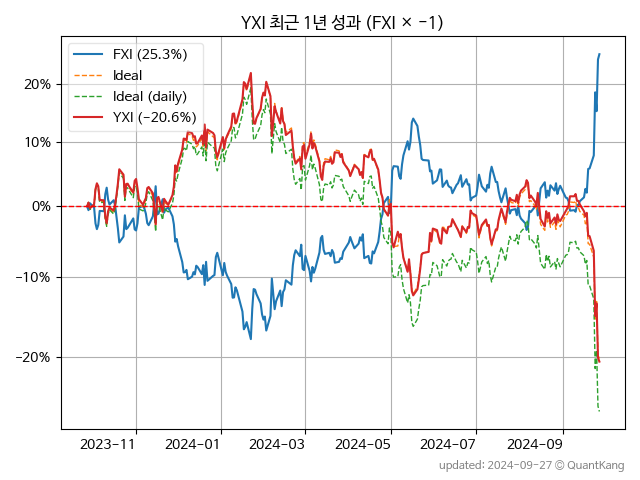 YXI 최근 1년 성과 (FXI × −1)
FXI (25.3%)
Ideal
Ideal (daily)
YXI (−20.6%)
20%
10%
0%
−10%
−20%
2023-11 2024-01 2024-03 2024-05 2024-07 2024-09
updated: 2024-09-27 © QuantKang